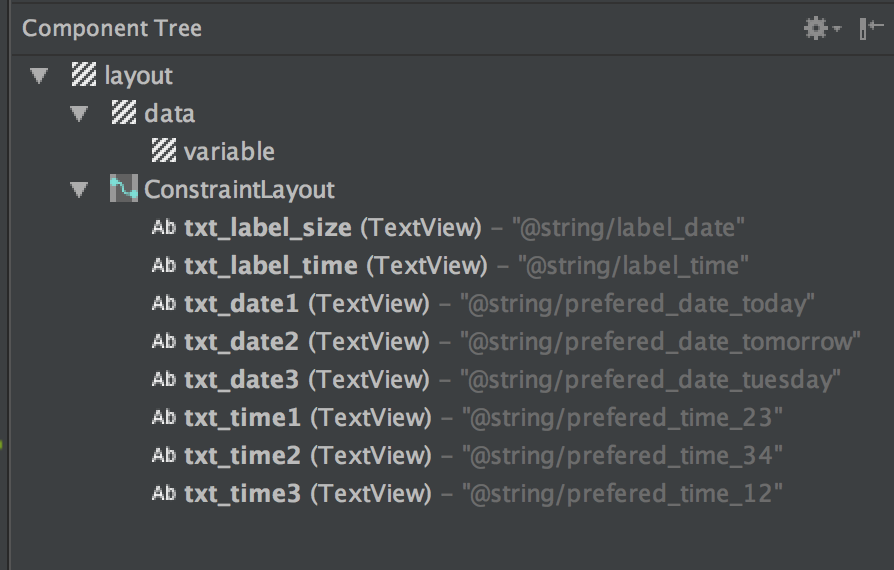 Component Tree
layout
data
variable
ConstraintLayout
Ab txt_label_size (TextView) – "@string/label_date"
Ab txt_label_time (TextView) – "@string/label_time"
Ab txt_date1 (TextView) – "@string/prefered_date_today"
Ab txt_date2 (TextView) – "@string/prefered_date_tomorrow"
Ab txt_date3 (TextView) – "@string/prefered_date_tuesday"
Ab txt_time1 (TextView) – "@string/prefered_time_23"
Ab txt_time2 (TextView) – "@string/prefered_time_34"
Ab txt_time3 (TextView) – "@string/prefered_time_12"